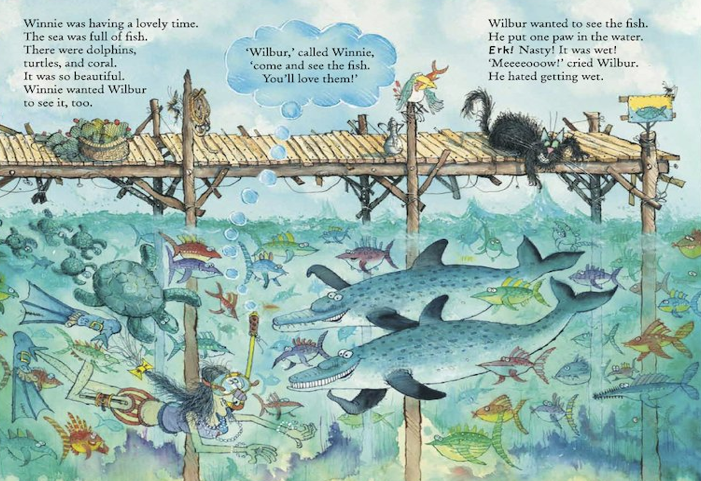 Winnie was having a lovely time.
The sea was full of fish.
There were dolphins,
turtles, and coral.
It was so beautiful.
Winnie wanted Wilbur
to see it, too.
‘Wilbur,’ called Winnie,
‘come and see the fish.
You’ll love them!’
Wilbur wanted to see the fish.
He put one paw in the water.
Erk! Nasty! It was wet!
‘Meeeeooow!’ cried Wilbur.
He hated getting wet.